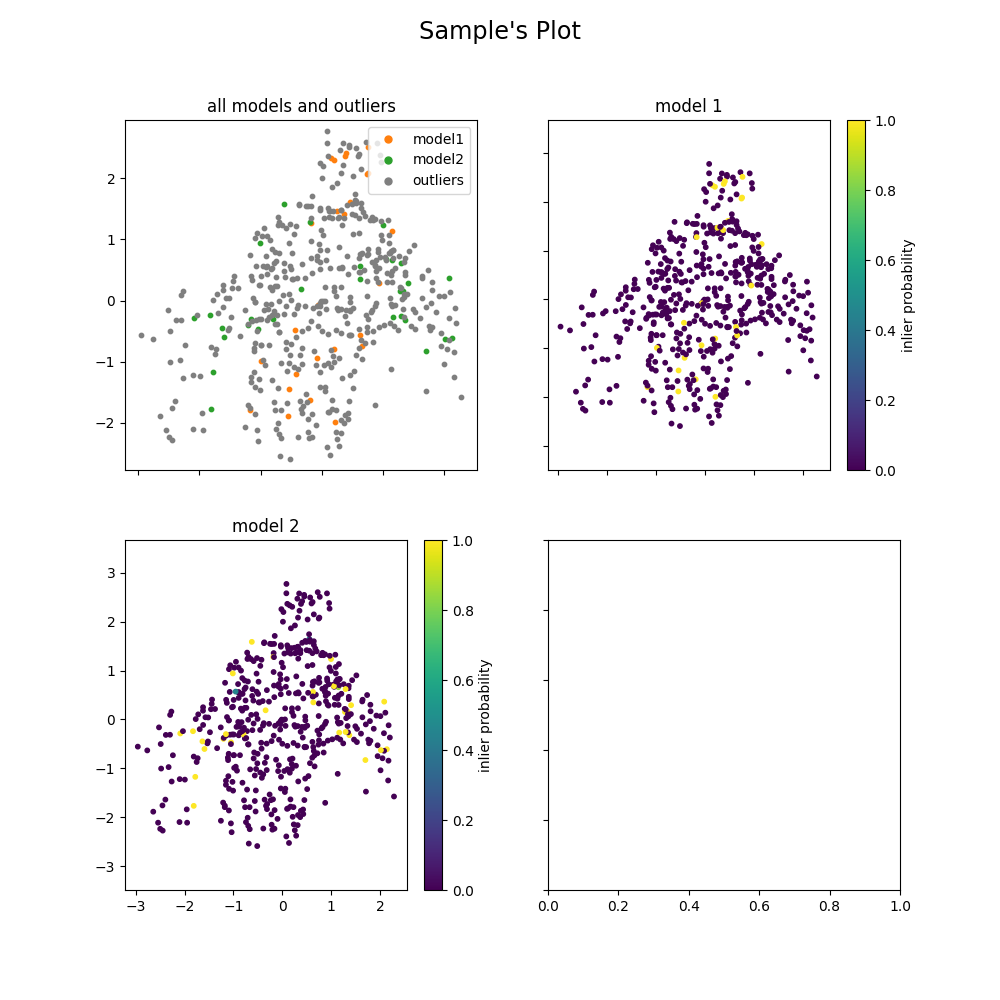 Sample's Plot
all models and outliers
model1
model2
outliers
2
1
0
−1
−2
model 1
1.0
0.8
0.6
0.4
0.2
0.0
inlier probability
model 2
3
2
1
0
−1
−2
−3
−3 −2 −1 0 1 2
1.0
0.8
0.6
0.4
0.2
0.0
inlier probability
0.0 0.2 0.4 0.6 0.8 1.0